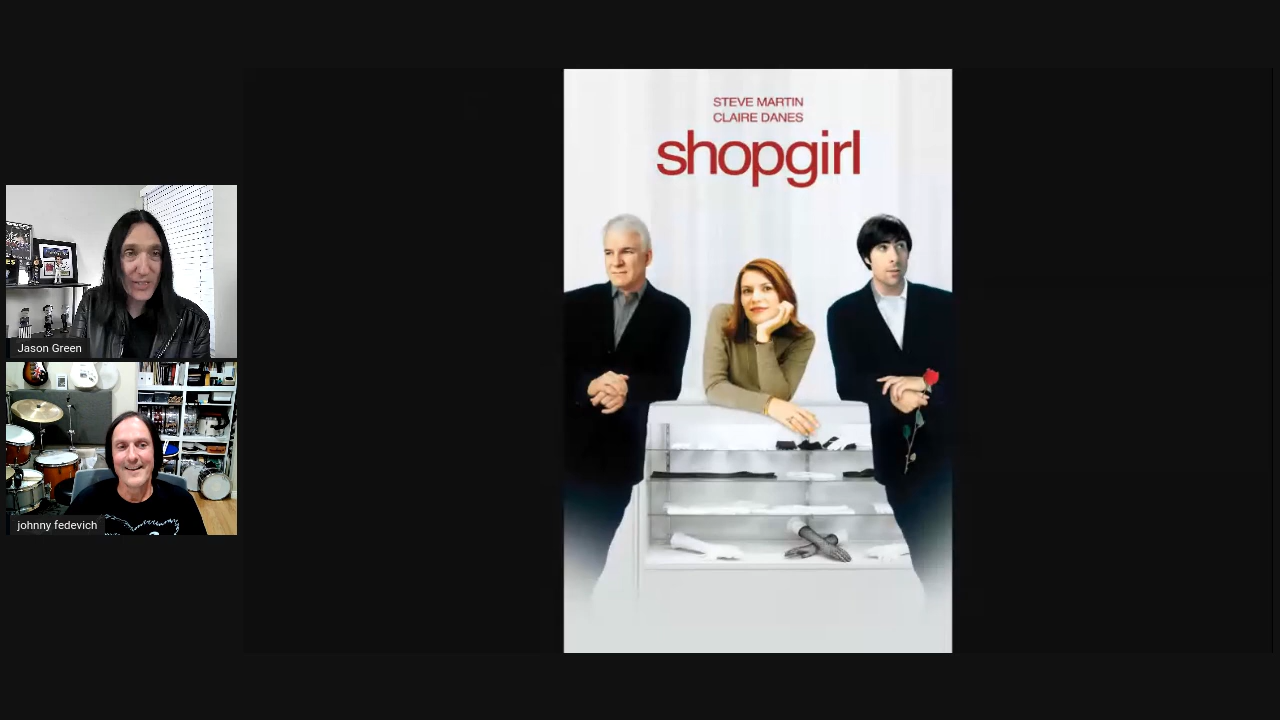 STEVE MARTIN
CLAIRE DANES
shopgirl
Jason Green
johnny fedevich